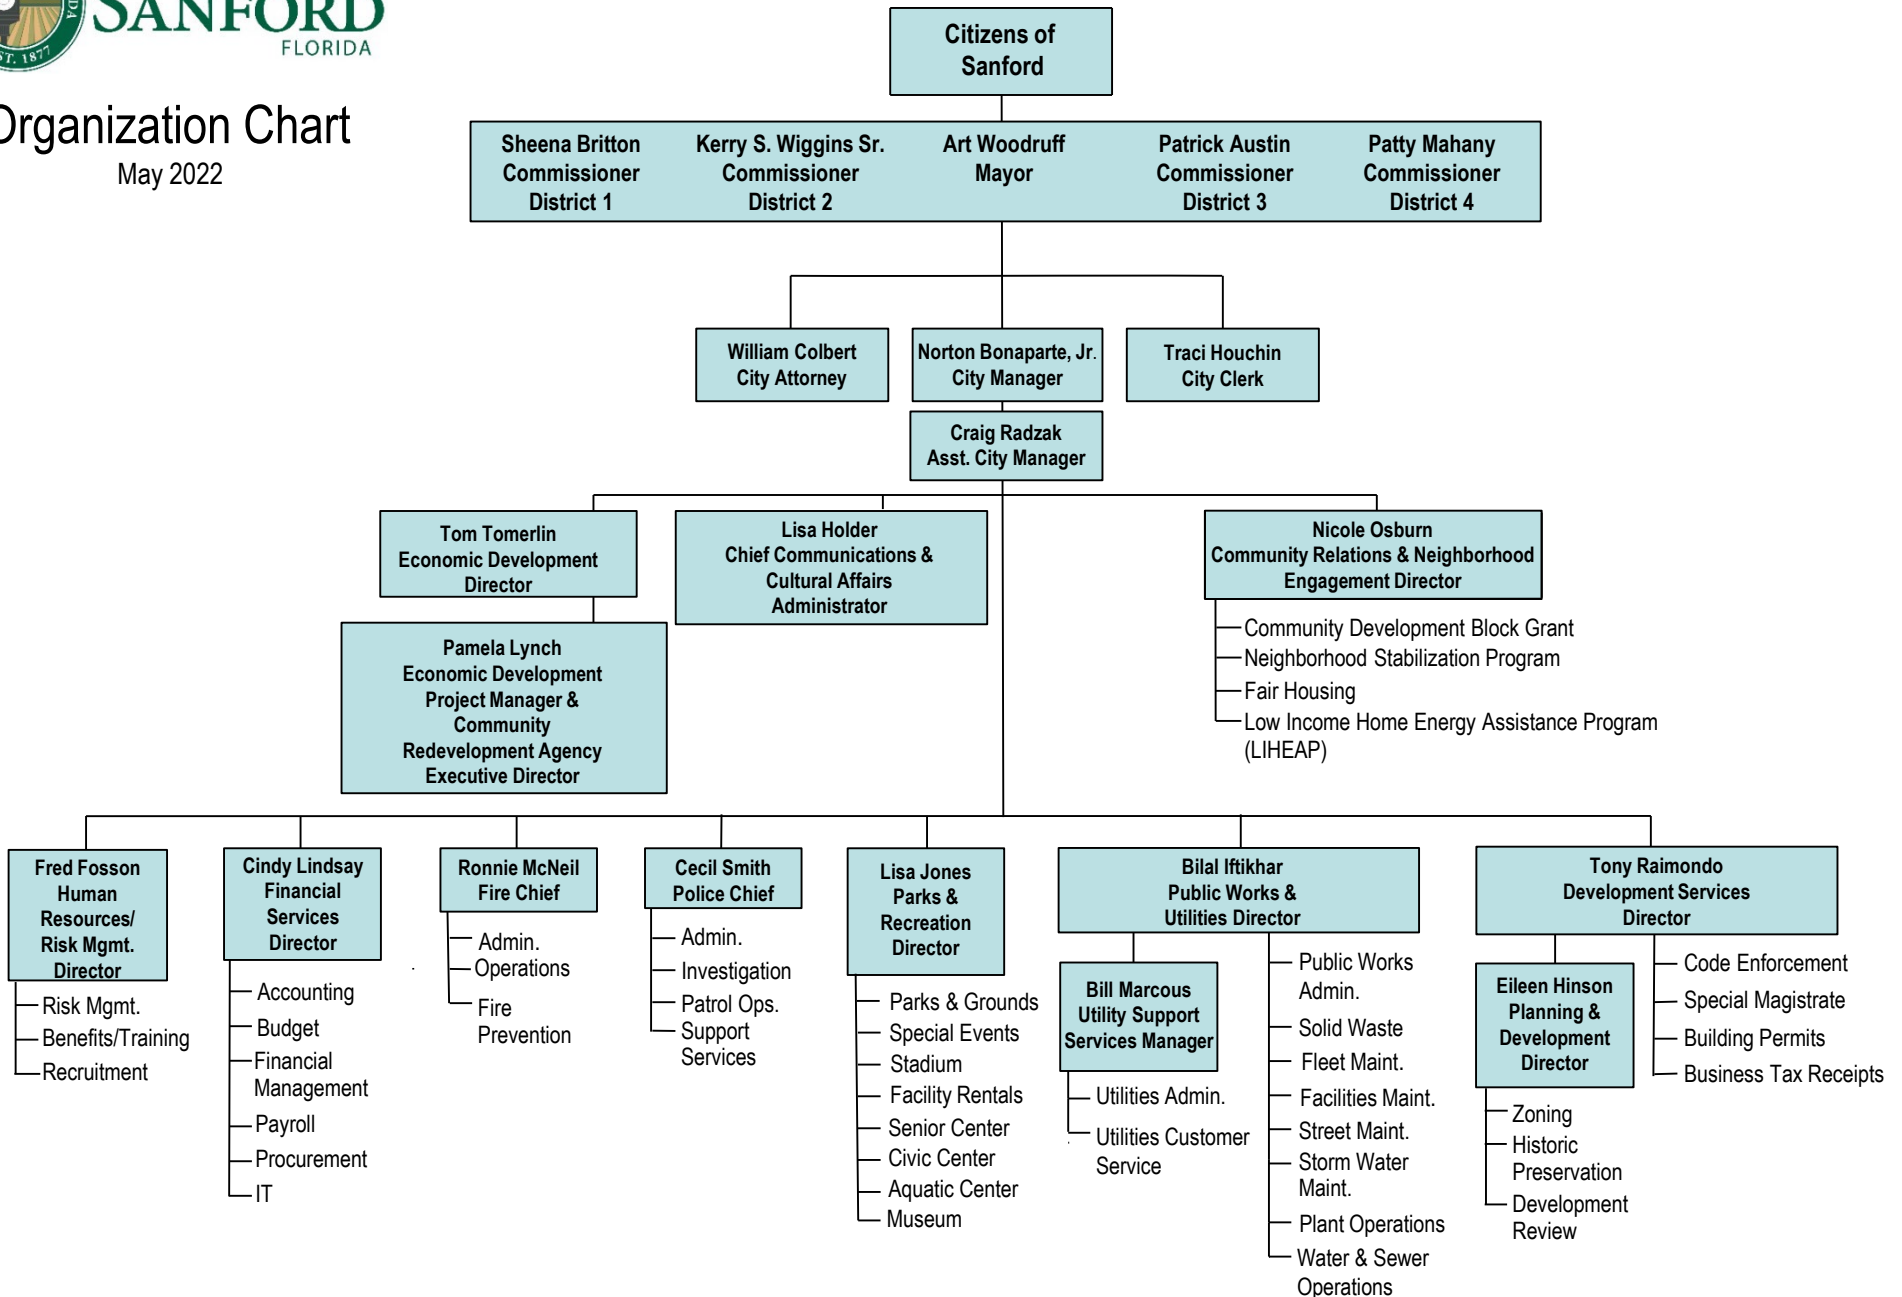 SANFORD
FLORIDA
EST. 1877
Organization Chart
May 2022
Citizens of
Sanford
Sheena Britton
Commissioner
District 1
Kerry S. Wiggins Sr.
Commissioner
District 2
Art Woodruff
Mayor
Patrick Austin
Commissioner
District 3
Patty Mahany
Commissioner
District 4
William Colbert
City Attorney
Norton Bonaparte, Jr.
City Manager
Traci Houchin
City Clerk
Craig Radzak
Asst. City Manager
Tom Tomerlin
Economic Development
Director
Lisa Holder
Chief Communications &
Cultural Affairs
Administrator
Nicole Osburn
Community Relations & Neighborhood
Engagement Director
Community Development Block Grant
Neighborhood Stabilization Program
Fair Housing
Low Income Home Energy Assistance Program
(LIHEAP)
Pamela Lynch
Economic Development
Project Manager &
Community
Redevelopment Agency
Executive Director
Fred Fosson
Human
Resources/
Risk Mgmt.
Director
Risk Mgmt.
Benefits/Training
Recruitment
Cindy Lindsay
Financial
Services
Director
Accounting
Budget
Financial
Management
Payroll
Procurement
IT
Ronnie McNeil
Fire Chief
Admin.
Operations
Fire
Prevention
Cecil Smith
Police Chief
Admin.
Investigation
Patrol Ops.
Support
Services
Lisa Jones
Parks &
Recreation
Director
Parks & Grounds
Special Events
Stadium
Facility Rentals
Senior Center
Civic Center
Aquatic Center
Museum
Bilal Iftikhar
Public Works &
Utilities Director
Bill Marcous
Utility Support
Services Manager
Utilities Admin.
Utilities Customer
Service
Public Works
Admin.
Solid Waste
Fleet Maint.
Facilities Maint.
Street Maint.
Storm Water
Maint.
Plant Operations
Water & Sewer
Operations
Tony Raimondo
Development Services
Director
Eileen Hinson
Planning &
Development
Director
Zoning
Historic
Preservation
Development
Review
Code Enforcement
Special Magistrate
Building Permits
Business Tax Receipts